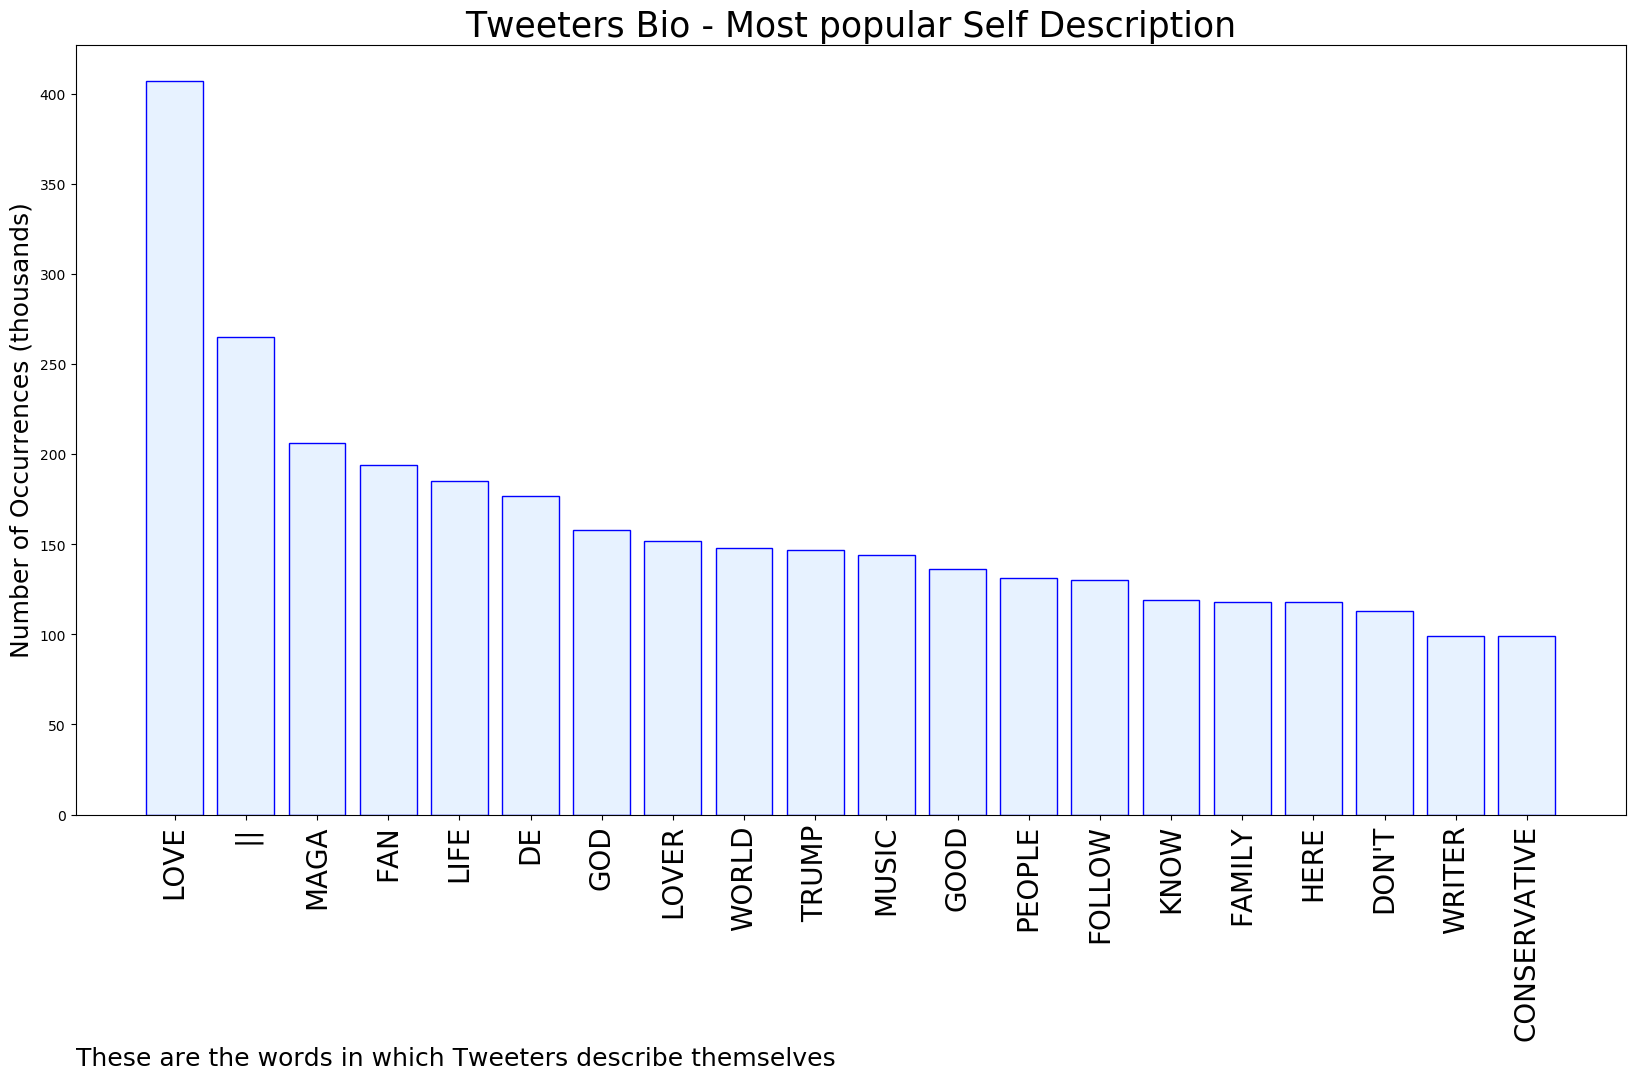 Tweeters Bio - Most popular Self Description
Number of Occurrences (thousands)
400
350
300
250
200
150
100
50
0
LOVE
||
MAGA
FAN
LIFE
DE
GOD
LOVER
WORLD
TRUMP
MUSIC
GOOD
PEOPLE
FOLLOW
KNOW
FAMILY
HERE
DON'T
WRITER
CONSERVATIVE
These are the words in which Tweeters describe themselves